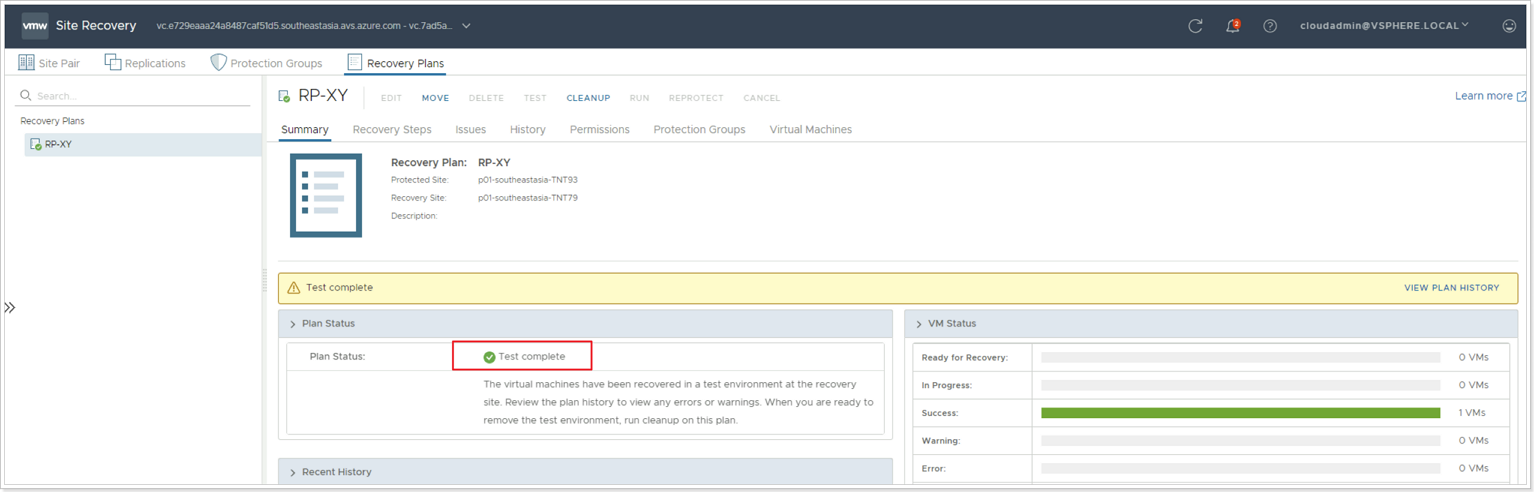 vmw Site Recovery vc.e729eaaa24a8487caf51d5.southeastasia.avs.azure.com - vc.7ad5a... 2 cloudadmin@VSPHERE.LOCAL
Site Pair Replications Protection Groups Recovery Plans
Search...
Recovery Plans
RP-XY
RP-XY EDIT MOVE DELETE TEST CLEANUP RUN REPROTECT CANCEL Learn more
Summary Recovery Steps Issues History Permissions Protection Groups Virtual Machines
Recovery Plan: RP-XY
Protected Site: p01-southeastasia-TNT93
Recovery Site: p01-southeastasia-TNT79
Description:
Test complete VIEW PLAN HISTORY
Plan Status
Plan Status: Test complete
The virtual machines have been recovered in a test environment at the recovery
site. Review the plan history to view any errors or warnings. When you are ready to
remove the test environment, run cleanup on this plan.
Recent History
VM Status
Ready for Recovery: 0 VMs
In Progress: 0 VMs
Success: 1 VMs
Warning: 0 VMs
Error: 0 VMs